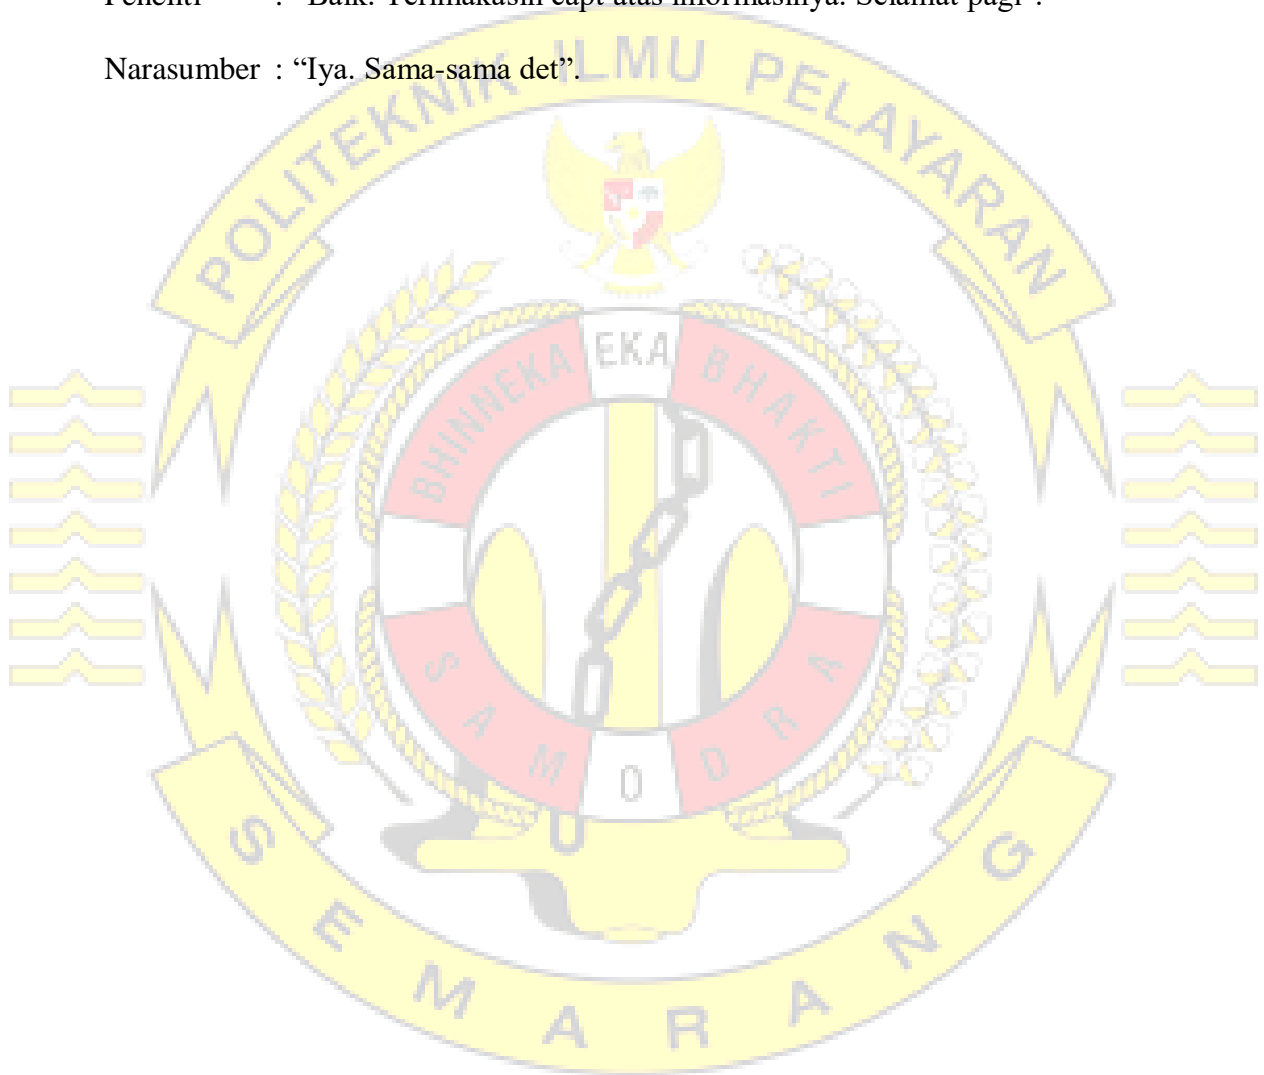 Peneliti : “Baik. Terimakasih capt atas informasinya. Selamat pagi”.
Narasumber : “Iya. Sama-sama det”.
POLITEKNIK ILMU PELAYARAN
EKA
BHINNEKA BHAKTI
SAMODRA
SEMARANG